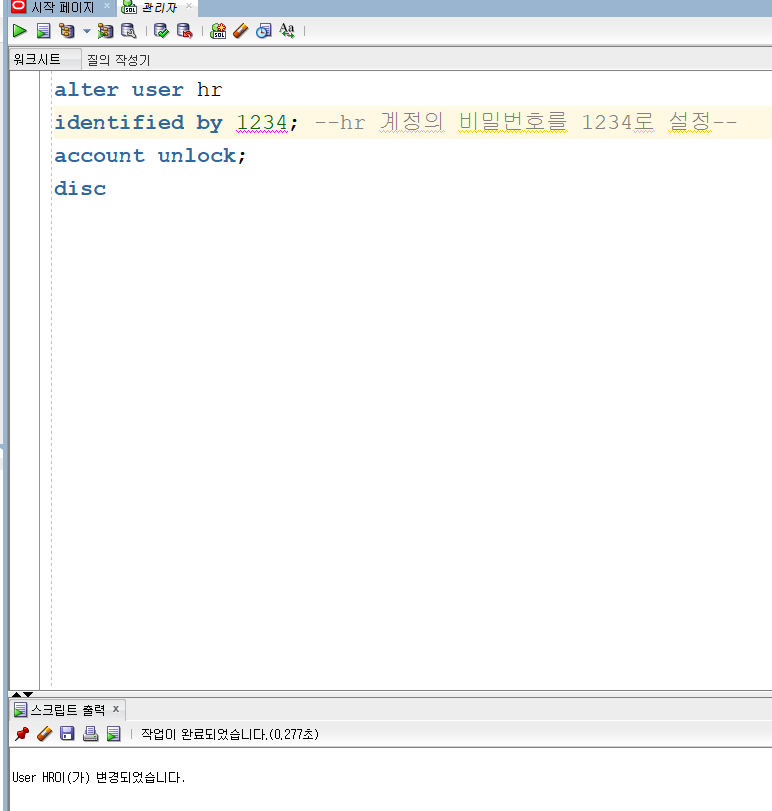 시작 페이지
관리자
SQL
SQL
Aa
워크시트
질의 작성기
alter user hr
identified by 1234; --hr 계정의 비밀번호를 1234로 설정--
account unlock;
disc
스크립트 출력 x
작업이 완료되었습니다.(0.277초)
User HR이(가) 변경되었습니다.